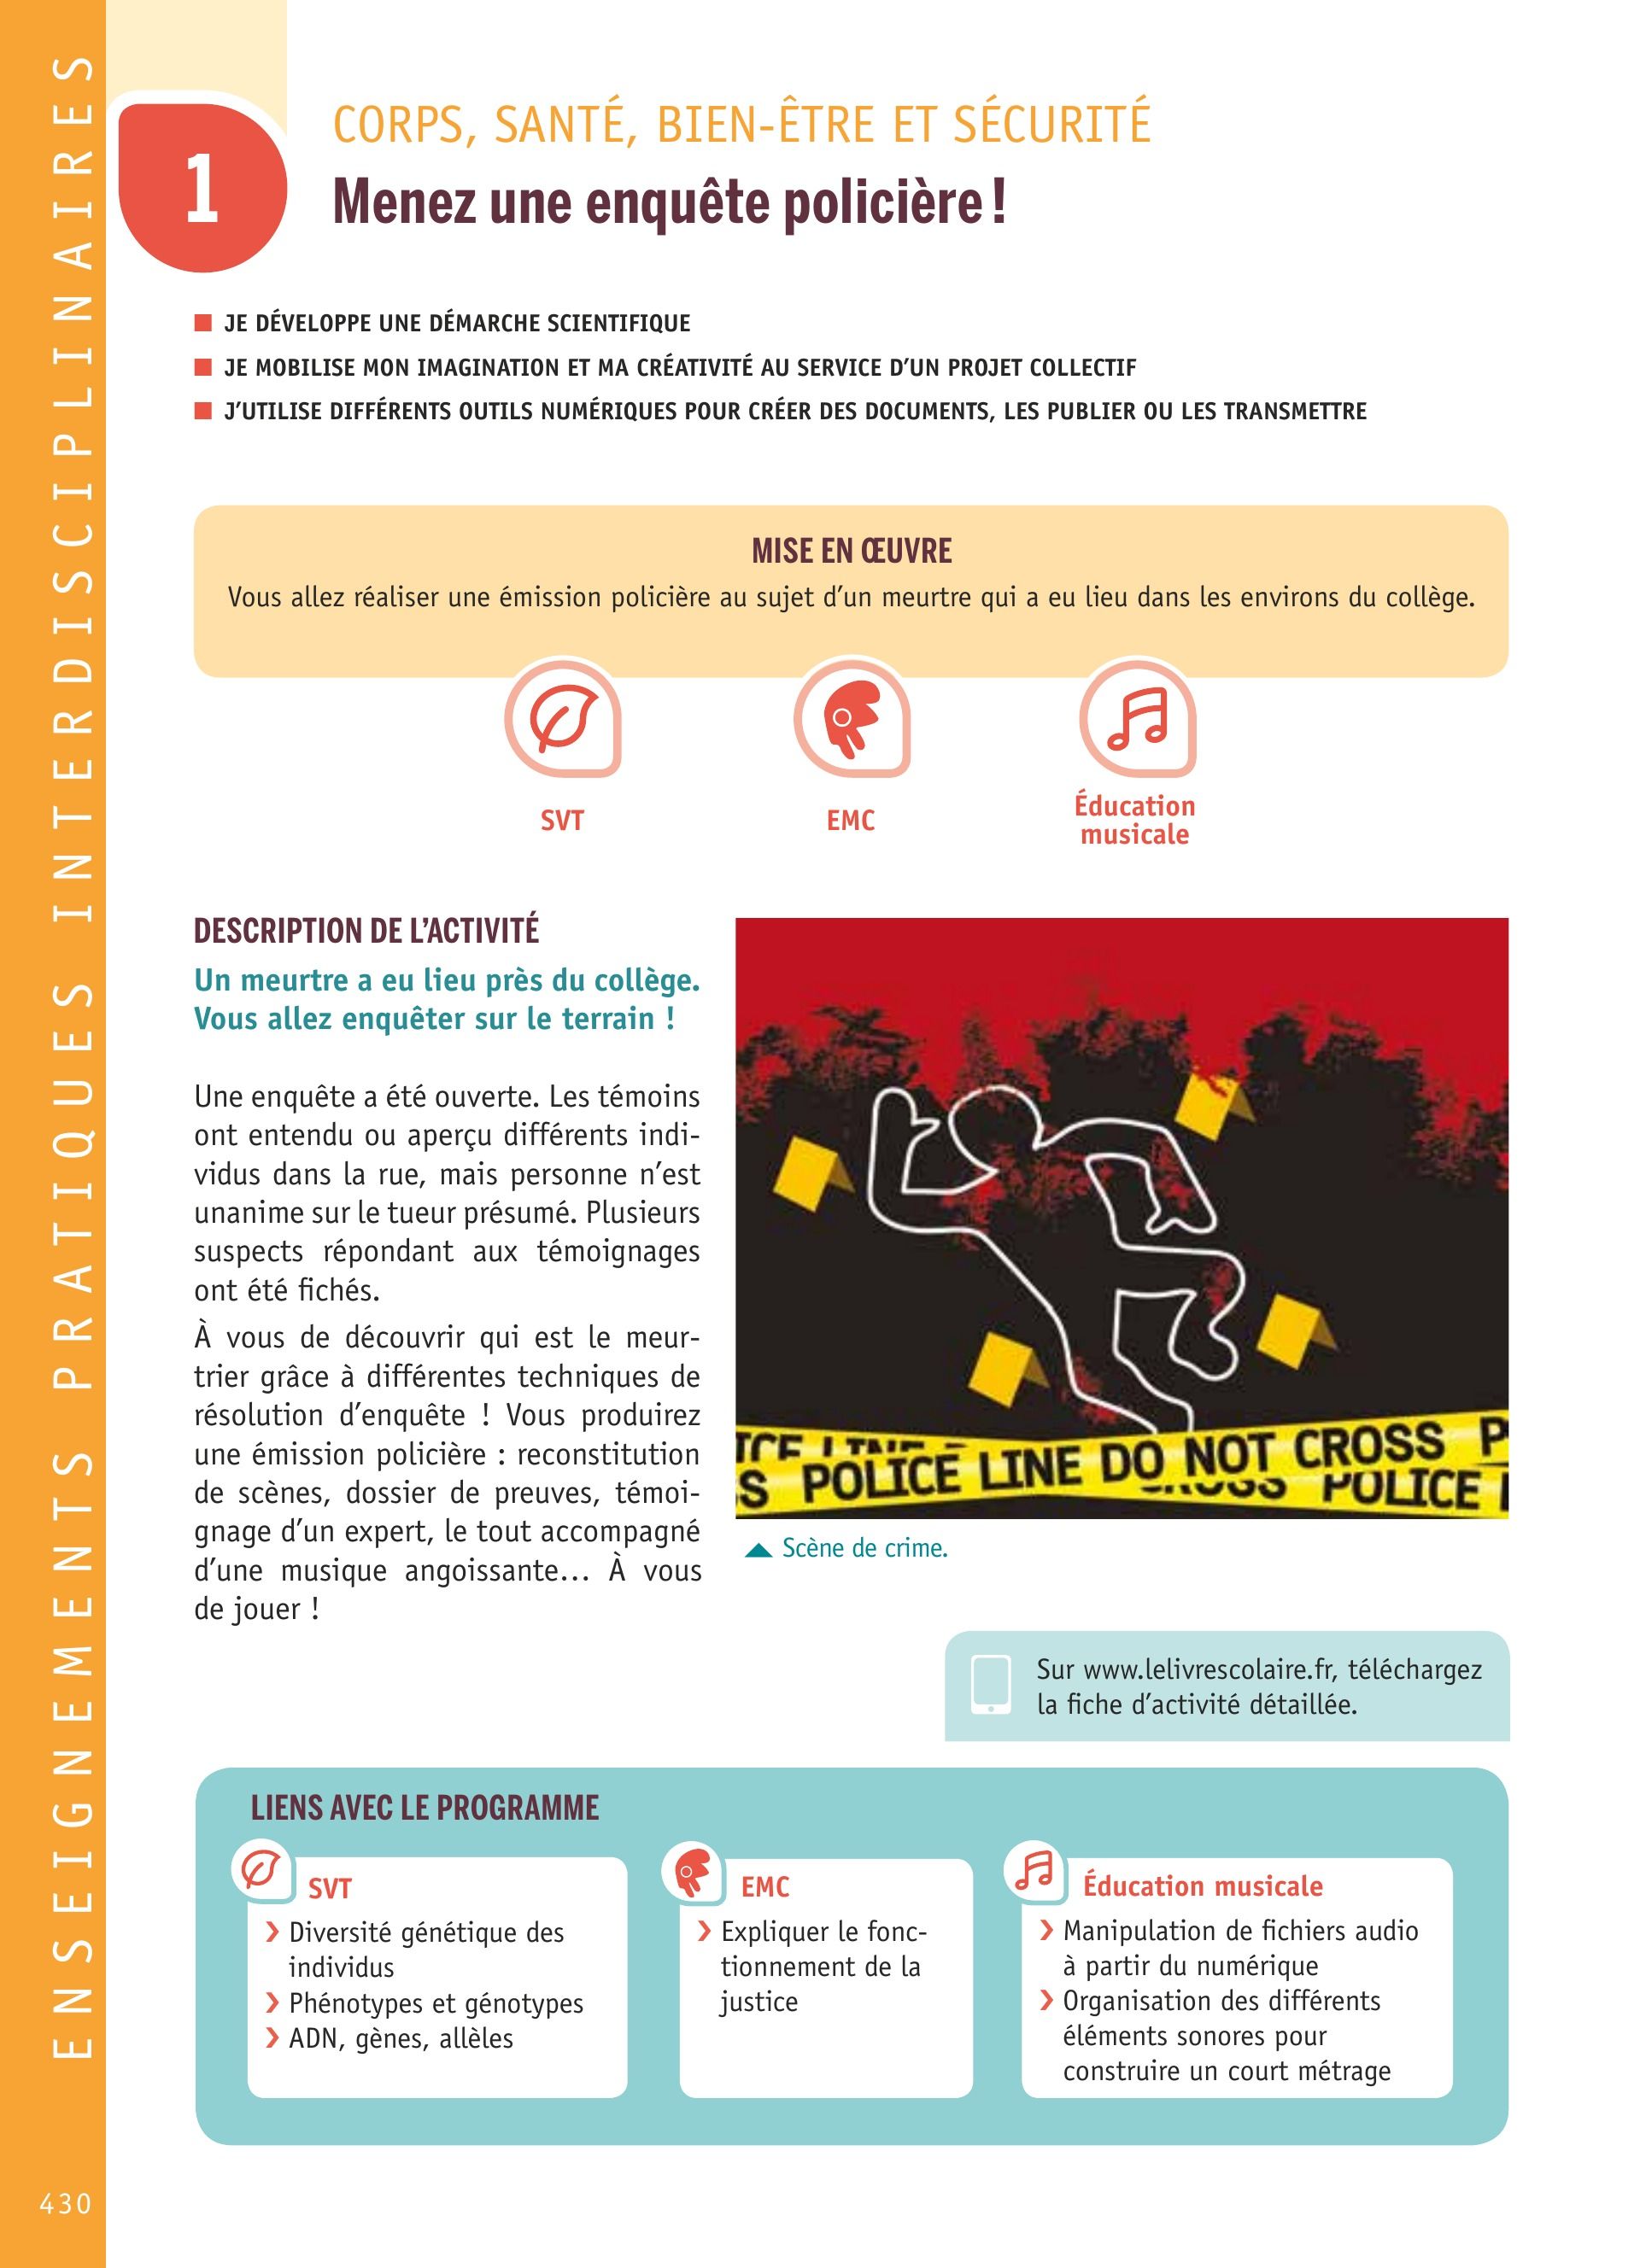 ENSEIGNEMENTS PRATIQUES INTERDISCIPLINAIRES
1
CORPS, SANTÉ, BIEN-ÊTRE ET SÉCURITÉ
Menez une enquête policière !
JE DÉVELOPPE UNE DÉMARCHE SCIENTIFIQUE
JE MOBILISE MON IMAGINATION ET MA CRÉATIVITÉ AU SERVICE D’UN PROJET COLLECTIF
J’UTILISE DIFFÉRENTS OUTILS NUMÉRIQUES POUR CRÉER DES DOCUMENTS, LES PUBLIER OU LES TRANSMETTRE
MISE EN ŒUVRE
Vous allez réaliser une émission policière au sujet d’un meurtre qui a eu lieu dans les environs du collège.
SVT
EMC
Éducation
musicale
DESCRIPTION DE L’ACTIVITÉ
Un meurtre a eu lieu près du collège.
Vous allez enquêter sur le terrain !
Une enquête a été ouverte. Les témoins
ont entendu ou aperçu différents indi-
vidus dans la rue, mais personne n’est
unanime sur le tueur présumé. Plusieurs
suspects répondant aux témoignages
ont été fichés.
À vous de découvrir qui est le meur-
trier grâce à différentes techniques de
résolution d’enquête ! Vous produirez
une émission policière : reconstitution
de scènes, dossier de preuves, témoi-
gnage d’un expert, le tout accompagné
d’une musique angoissante… À vous
de jouer !
S POLICE LINE DO NOT CROSS P
POLICE
Scène de crime.
Sur www.lelivrescolaire.fr, téléchargez
la fiche d’activité détaillée.
LIENS AVEC LE PROGRAMME
SVT
Diversité génétique des
individus
Phénotypes et génotypes
ADN, gènes, allèles
EMC
Expliquer le fonc-
tionnement de la
justice
Éducation musicale
Manipulation de fichiers audio
à partir du numérique
Organisation des différents
éléments sonores pour
construire un court métrage
430